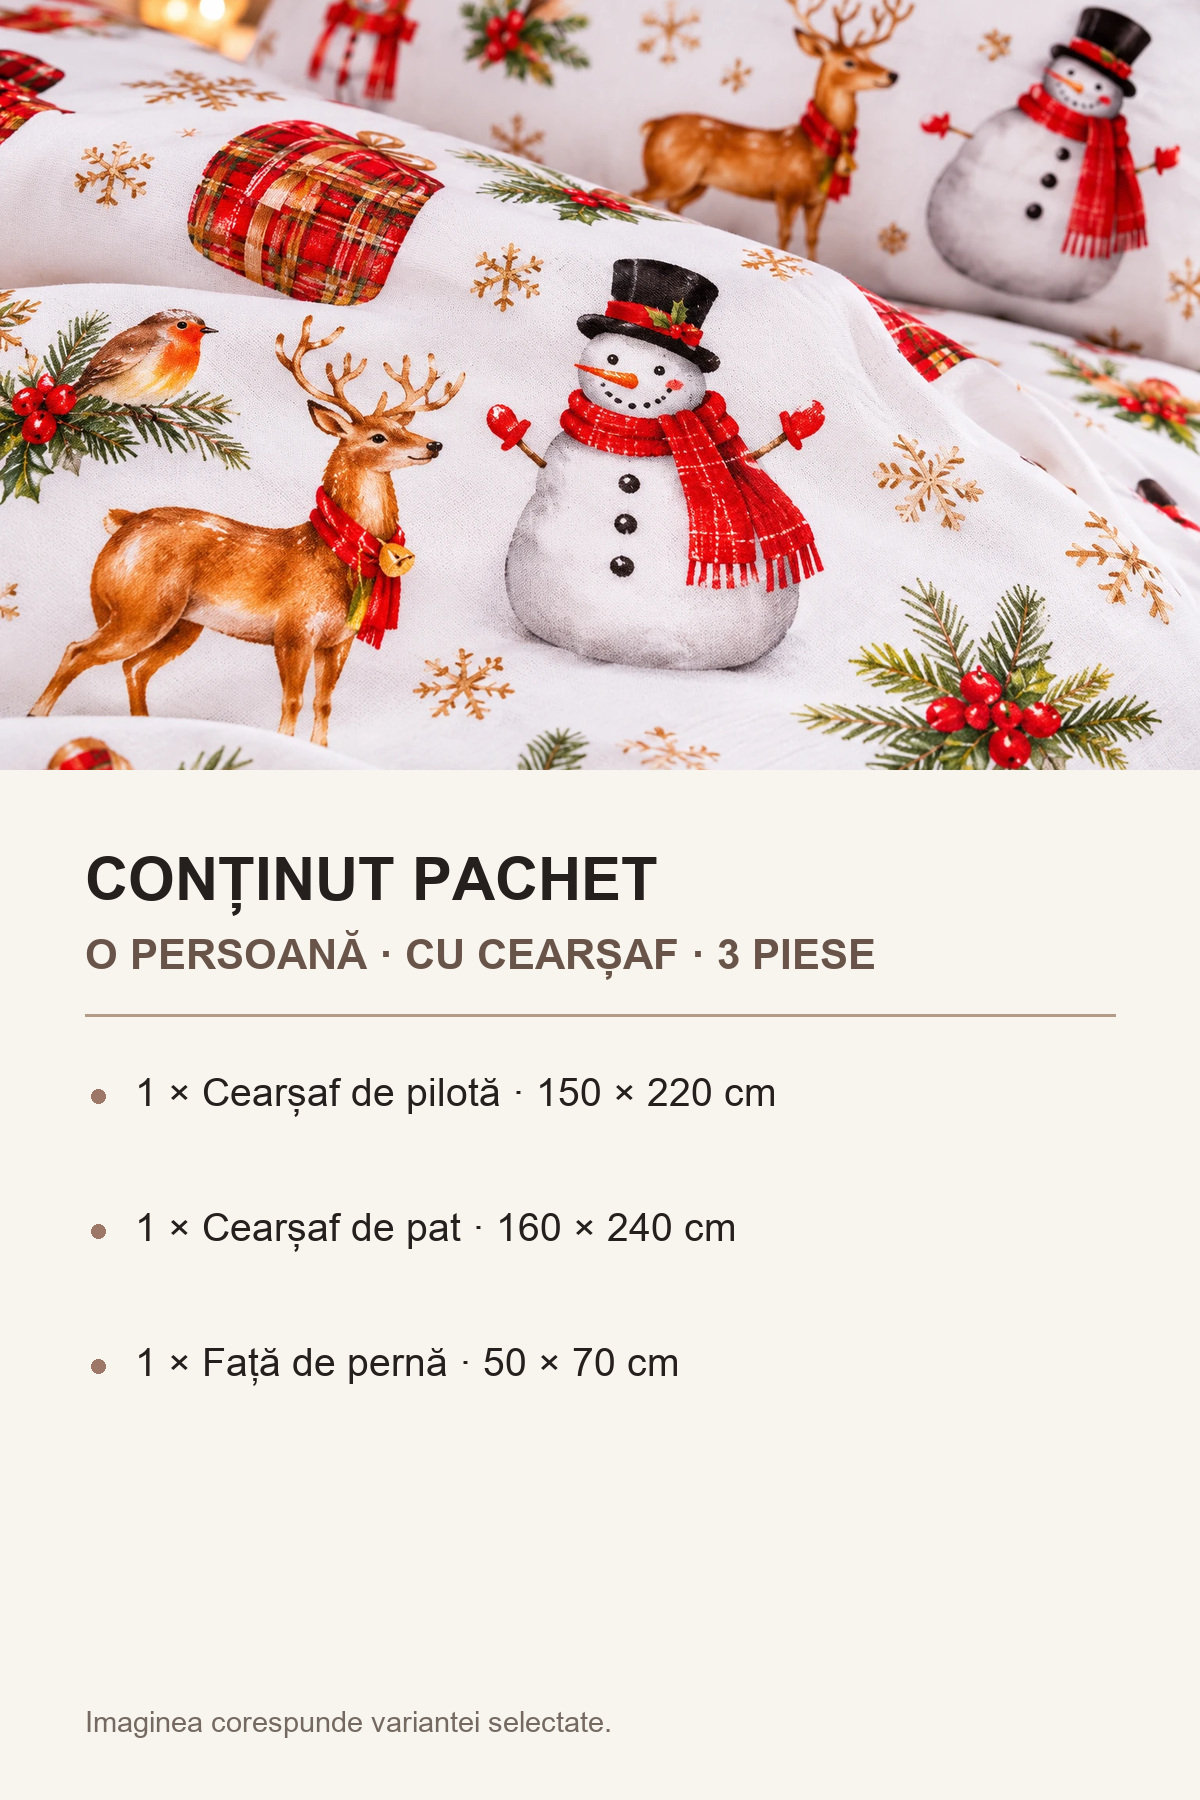 CONȚINUT PACHET
O PERSOANĂ · CU CEARȘAF · 3 PIESE
1 × Cearșaf de pilotă · 150 × 220 cm
1 × Cearșaf de pat · 160 × 240 cm
1 × Față de pernă · 50 × 70 cm
Imaginea corespunde variantei selectate.